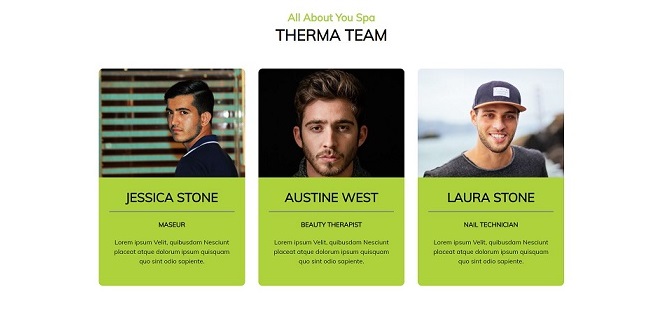 All About You Spa
THERMA TEAM
JESSICA STONE
MASEUR
Lorem ipsum Velit, quibusdam Nesciunt
placeat atque dolorum ipsum quisquam
quo sint odio sapiente.
AUSTINE WEST
BEAUTY THERAPIST
Lorem ipsum Velit, quibusdam Nesciunt
placeat atque dolorum ipsum quisquam
quo sint odio sapiente.
LAURA STONE
NAIL TECHNICIAN
Lorem ipsum Velit, quibusdam Nesciunt
placeat atque dolorum ipsum quisquam
quo sint odio sapiente.